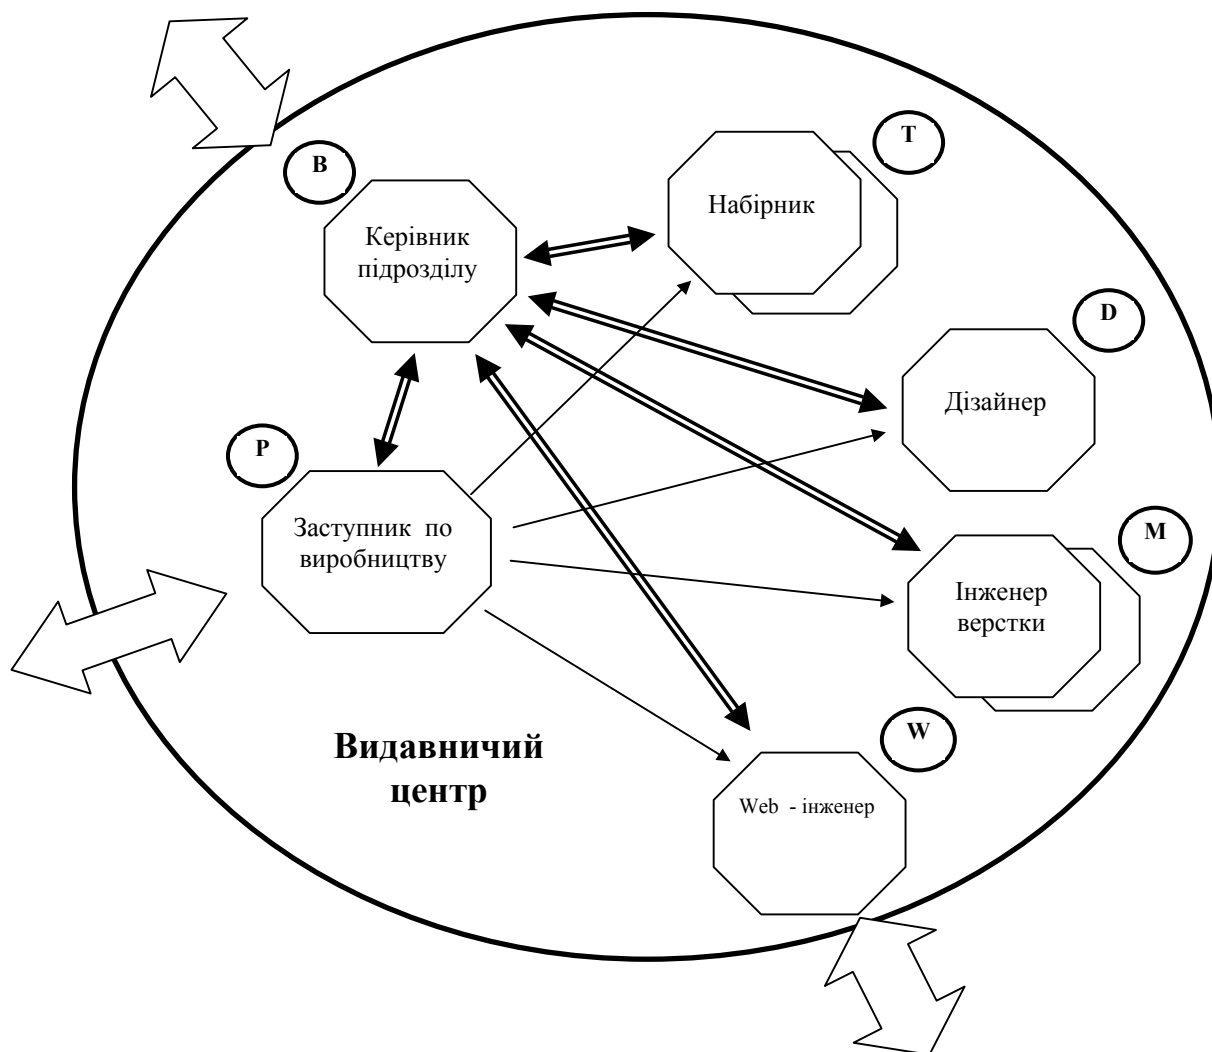 T
B
Набірник
Керівник
підрозділу
D
Дізайнер
P
Заступник по
виробництву
M
Інженер
верстки
W
Видавничий
центр
Web - інженер